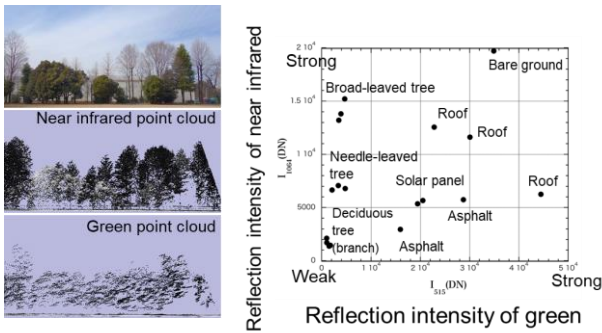 Near infrared point cloud
Green point cloud
Reflection intensity of near infrared
I₁₀₆₄(DN)
Strong
2 10⁴
1.5 10⁴
1 10⁴
5000
0
Bare ground
Broad-leaved tree
Roof
Roof
Needle-leaved
tree
Solar panel
Roof
Deciduous
tree
(branch)
Asphalt
Asphalt
Weak
0
1 10⁴
2 10⁴
3 10⁴
4 10⁴
5 10⁴
I₅₁₅(DN)
Strong
Reflection intensity of green